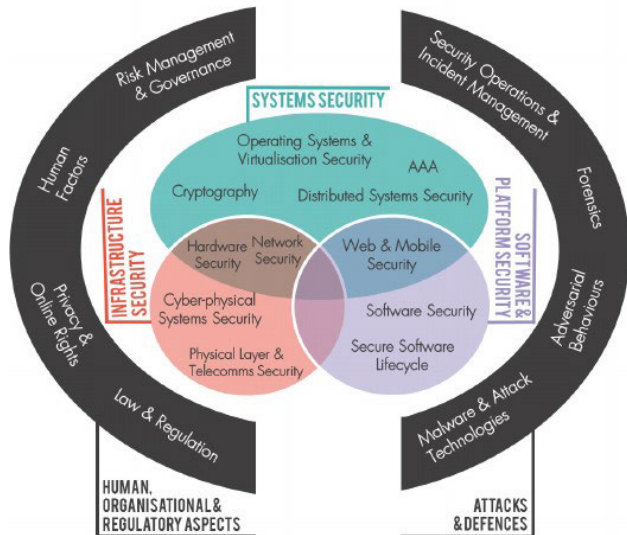 Risk Management
& Governance
Human
Factors
Privacy &
Online Rights
Law & Regulation
HUMAN,
ORGANISATIONAL &
REGULATORY ASPECTS
SYSTEMS SECURITY
Operating Systems &
Virtualisation Security
AAA
Cryptography
Distributed Systems Security
INFRASTRUCTURE
SECURITY
Hardware
Security
Network
Security
Web & Mobile
Security
Cyber-physical
Systems Security
Physical Layer &
Telecomms Security
Software Security
Secure Software
Lifecycle
SOFTWARE &
PLATFORM SECURITY
Security Operations &
Incident Management
Forensics
Adversarial
Behaviours
Malware & Attack
Technologies
ATTACKS
& DEFENCES